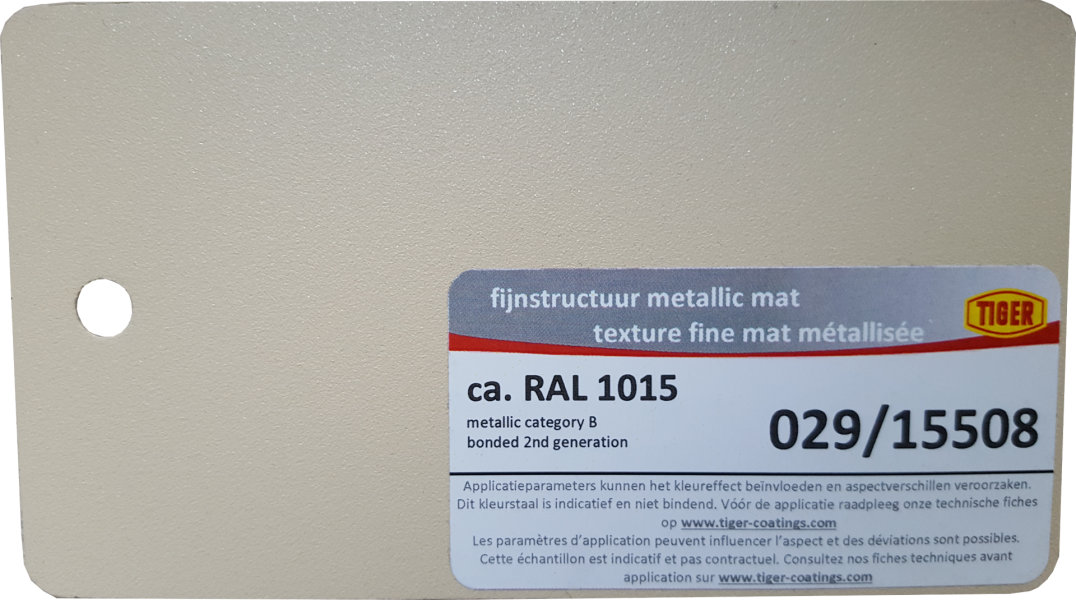 fijnstructuur metallic mat
texture fine mat métallisée
TIGER
ca. RAL 1015
metallic category B
bonded 2nd generation
029/15508
Applicatieparameters kunnen het kleureffect beïnvloeden en aspectverschillen veroorzaken.
Dit kleurstaal is indicatief en niet bindend. Vóór de applicatie raadpleeg onze technische fiches
op www.tiger-coatings.com
Les paramètres d'application peuvent influencer l'aspect et des déviations sont possibles.
Cette échantillon est indicatif et pas contractuel. Consultez nos fiches techniques avant
application sur www.tiger-coatings.com